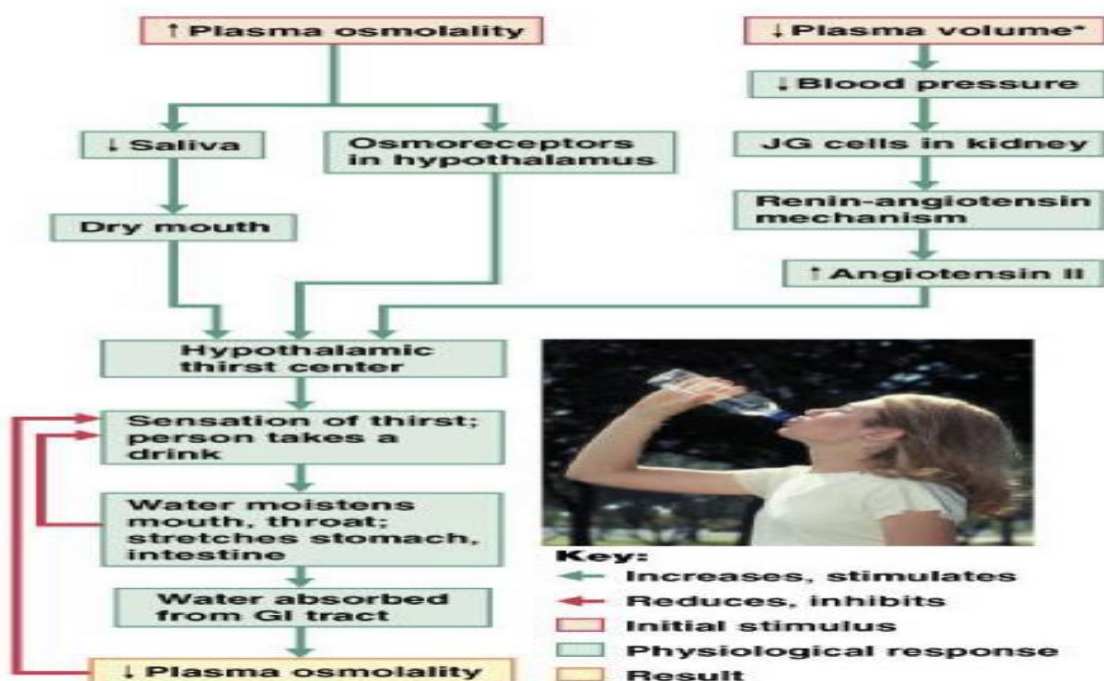 ↑ Plasma osmolality
↓ Plasma volume*
↓ Blood pressure
↓ Saliva
Osmoreceptors
in hypothalamus
JG cells in kidney
Dry mouth
Renin-angiotensin
mechanism
↑ Angiotensin II
Hypothalamic
thirst center
Sensation of thirst;
person takes a
drink
Water moistens
mouth, throat;
stretches stomach,
intestine
Water absorbed
from GI tract
↓ Plasma osmolality
Key:
Increases, stimulates
Reduces, inhibits
Initial stimulus
Physiological response
Result